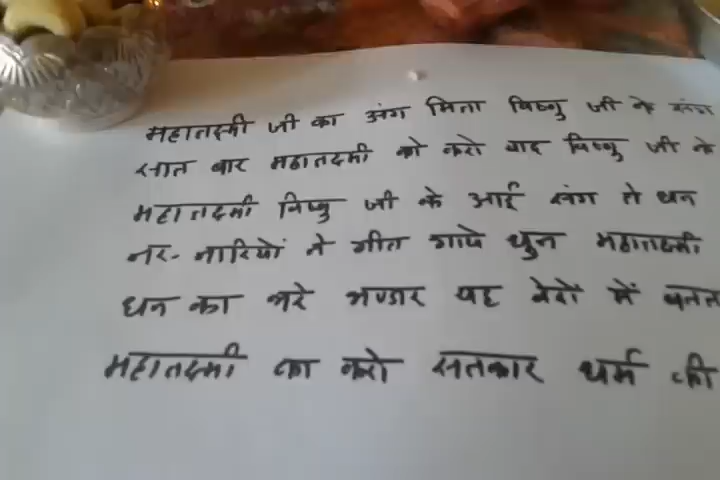 महालक्ष्मी जी का अंग मिला विष्णु जी के संग
सात बार महालक्ष्मी को करो याद विष्णु जी के
महालक्ष्मी विष्णु जी के आई संग ले धन
नर-नारियों ने गीत गाये धुन महालक्ष्मी
धन का भरे भण्डार यह वेदों में
महालक्ष्मी का करो सतकार धर्म की